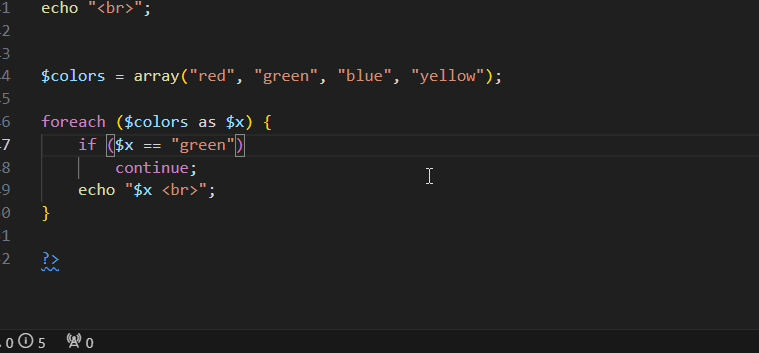 1 echo "<br>";
2
3
4 $colors = array("red", "green", "blue", "yellow");
5
6 foreach ($colors as $x) {
7 if ($x == "green")
8 continue;
9 echo "$x <br>";
0 }
1
2 ?>
0 5 0